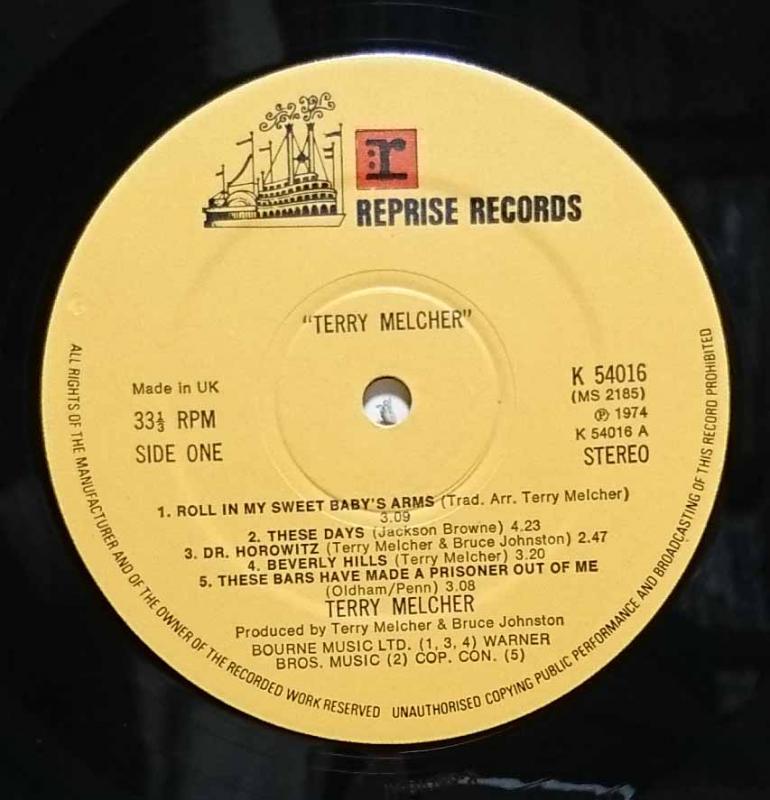 r
REPRISE RECORDS
"TERRY MELCHER"
Made in UK
33⅓ RPM
SIDE ONE
K 54016
(MS 2185)
℗ 1974
K 54016 A
STEREO
1. ROLL IN MY SWEET BABY'S ARMS (Trad. Arr. Terry Melcher)
3.09
2. THESE DAYS (Jackson Browne) 4.23
3. DR. HOROWITZ (Terry Melcher & Bruce Johnston) 2.47
4. BEVERLY HILLS (Terry Melcher) 3.20
5. THESE BARS HAVE MADE A PRISONER OUT OF ME
(Oldham/Penn) 3.08
TERRY MELCHER
Produced by Terry Melcher & Bruce Johnston
BOURNE MUSIC LTD. (1, 3, 4) WARNER
BROS. MUSIC (2) COP. CON. (5)
ALL RIGHTS OF THE MANUFACTURER AND OF THE OWNER OF THE RECORDED WORK RESERVED UNAUTHORISED COPYING PUBLIC PERFORMANCE AND BROADCASTING OF THIS RECORD PROHIBITED